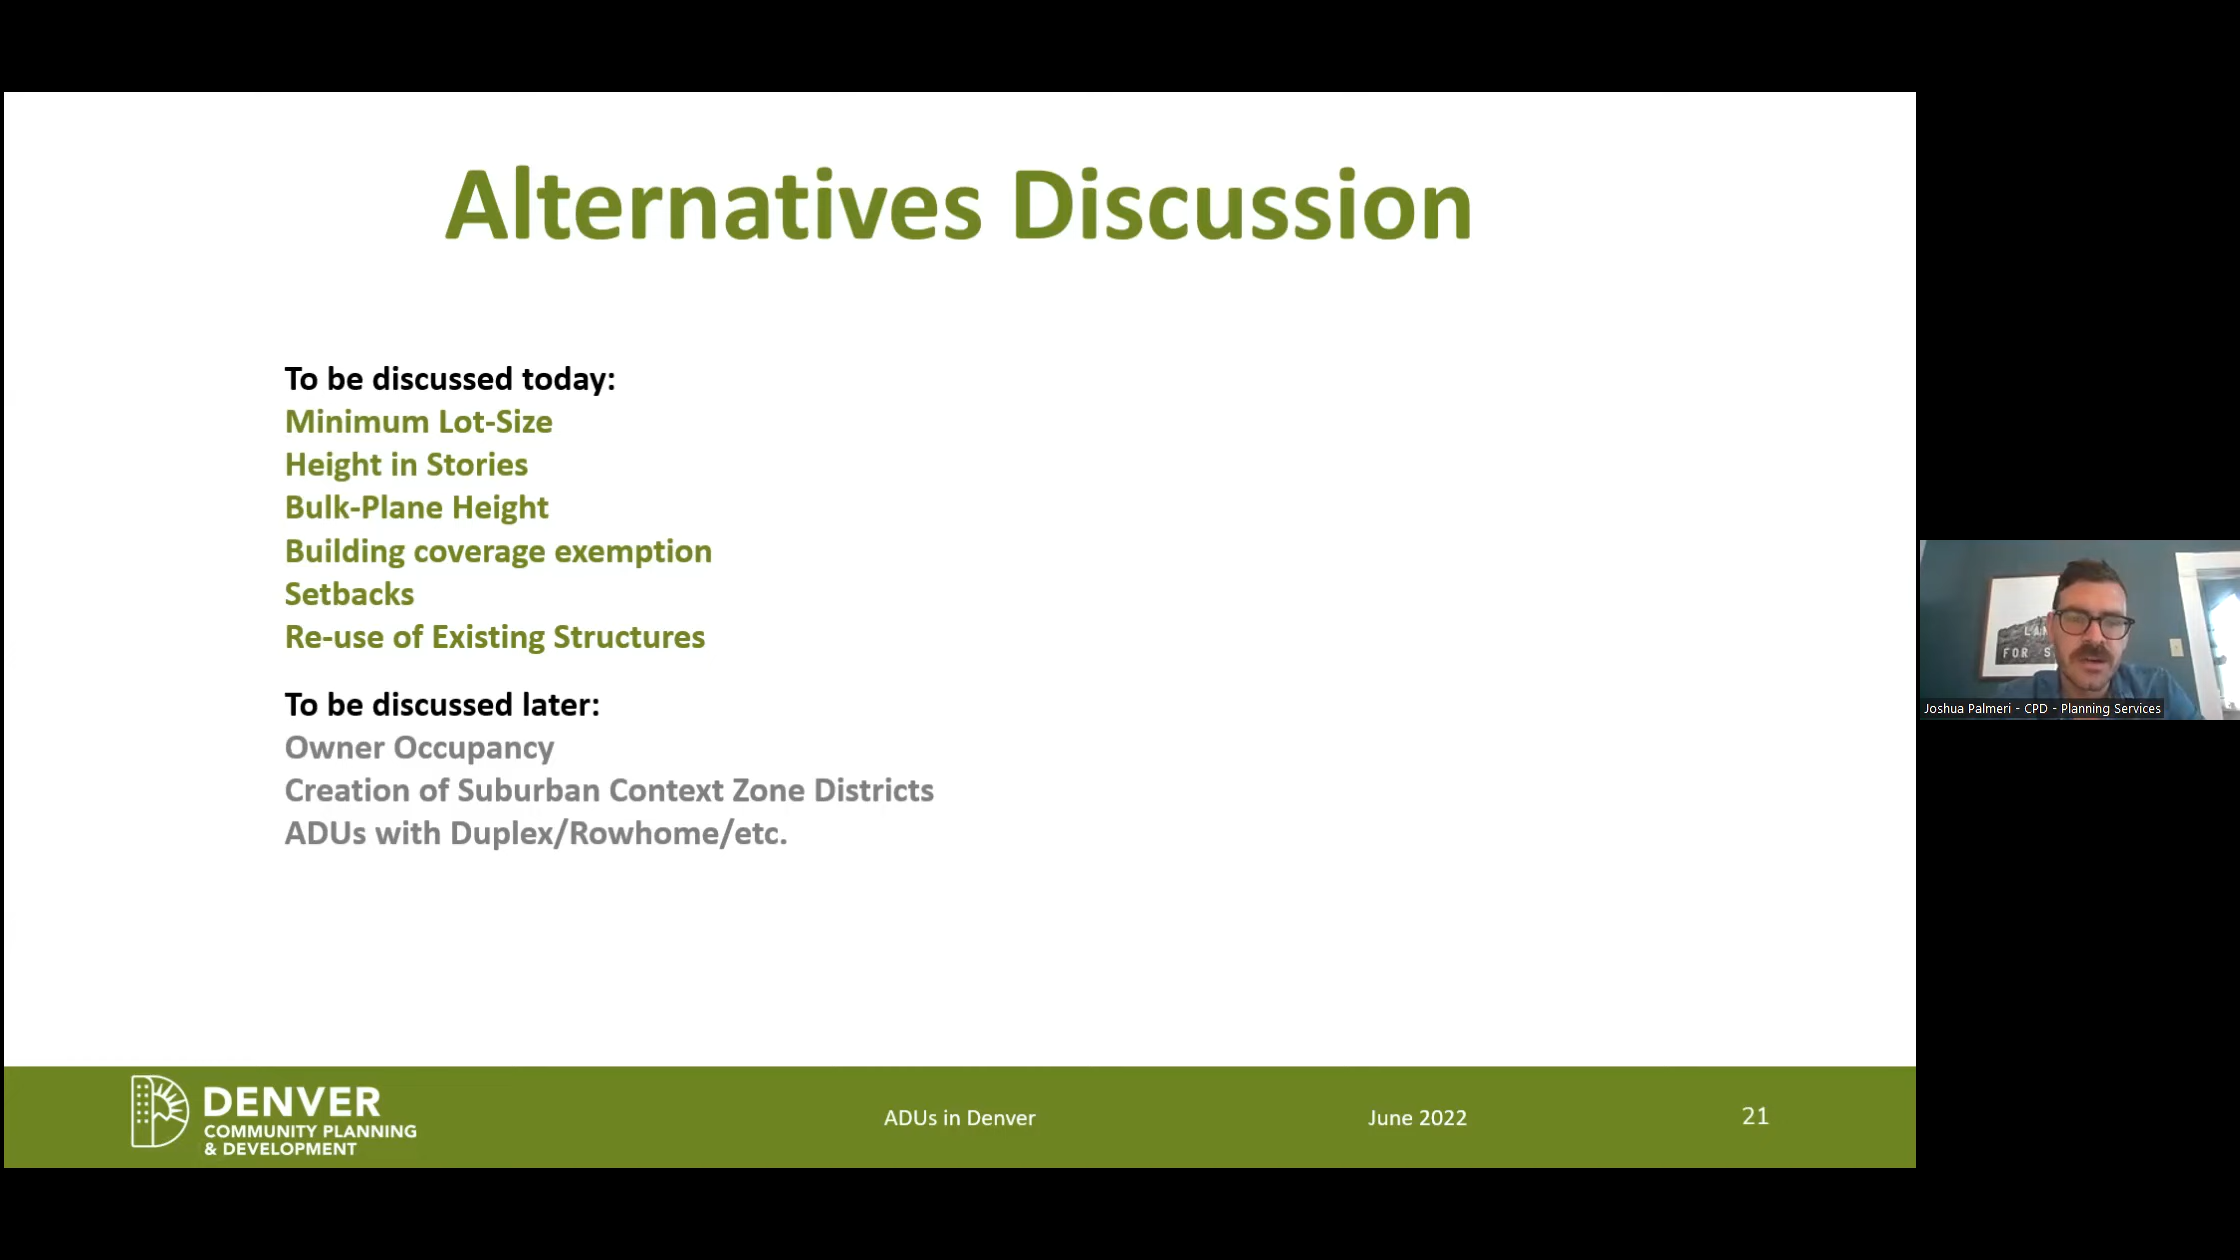 Alternatives Discussion
To be discussed today:
Minimum Lot-Size
Height in Stories
Bulk-Plane Height
Building coverage exemption
Setbacks
Re-use of Existing Structures
To be discussed later:
Owner Occupancy
Creation of Suburban Context Zone Districts
ADUs with Duplex/Rowhome/etc.
DENVER
COMMUNITY PLANNING
& DEVELOPMENT
ADUs in Denver
June 2022
21
FOR
Joshua Palmeri - CPD - Planning Services